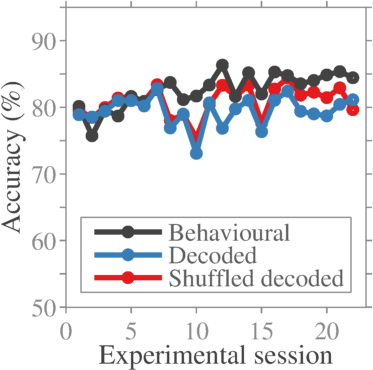 Accuracy (%)
90
80
70
60
50
Behavioural
Decoded
Shuffled decoded
0 5 10 15 20
Experimental session